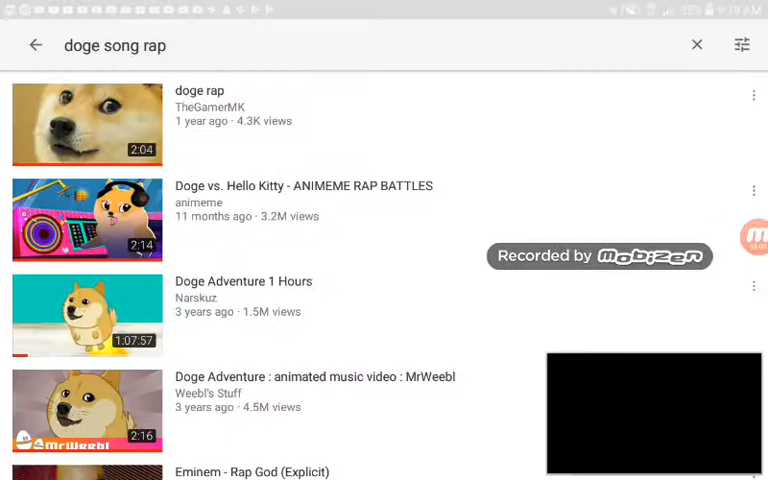 doge song rap
doge rap
TheGamerMK
1 year ago · 4.3K views
2:04
Doge vs. Hello Kitty - ANIMEME RAP BATTLES
animeme
11 months ago · 3.2M views
2:14
Recorded by mobizen
Doge Adventure 1 Hours
Narskuz
3 years ago · 1.5M views
1:07:57
Doge Adventure : animated music video : MrWeebl
Weebl's Stuff
3 years ago · 4.5M views
2:16
MrWeebl
Eminem - Rap God (Explicit)